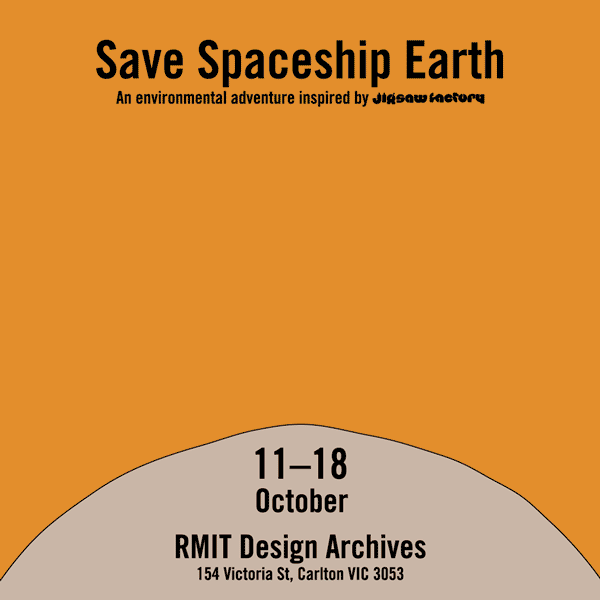 Save Spaceship Earth
An environmental adventure inspired by jigsaw factory
11–18
October
RMIT Design Archives
154 Victoria St, Carlton VIC 3053